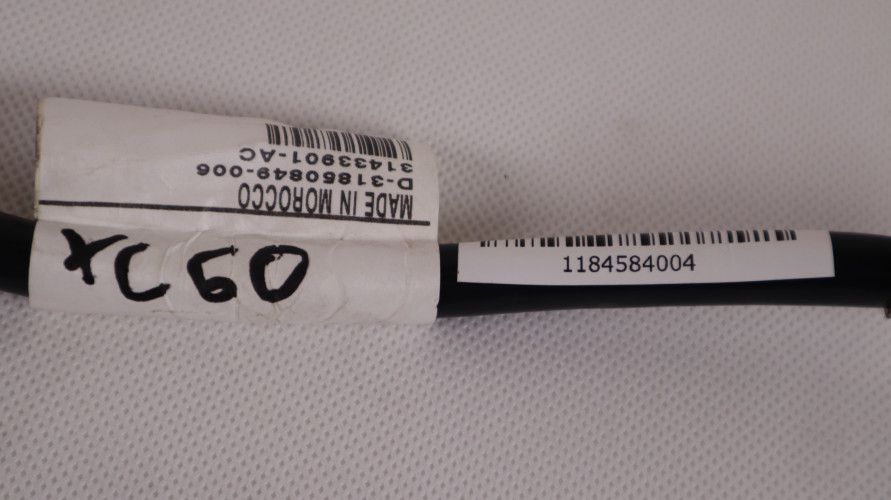 MADE IN MOROCCO
D-31850849-006
31433901-AC
XC60
1184584004